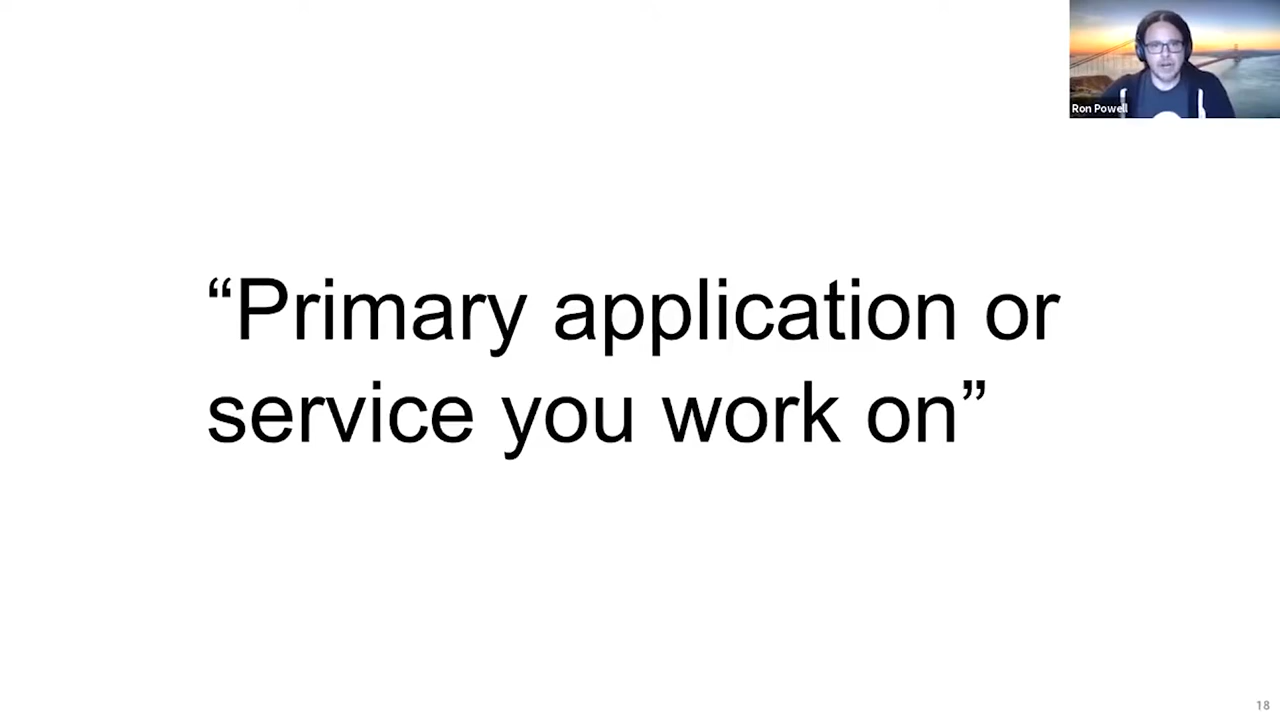 Ron Powell
“Primary application or
service you work on”
18